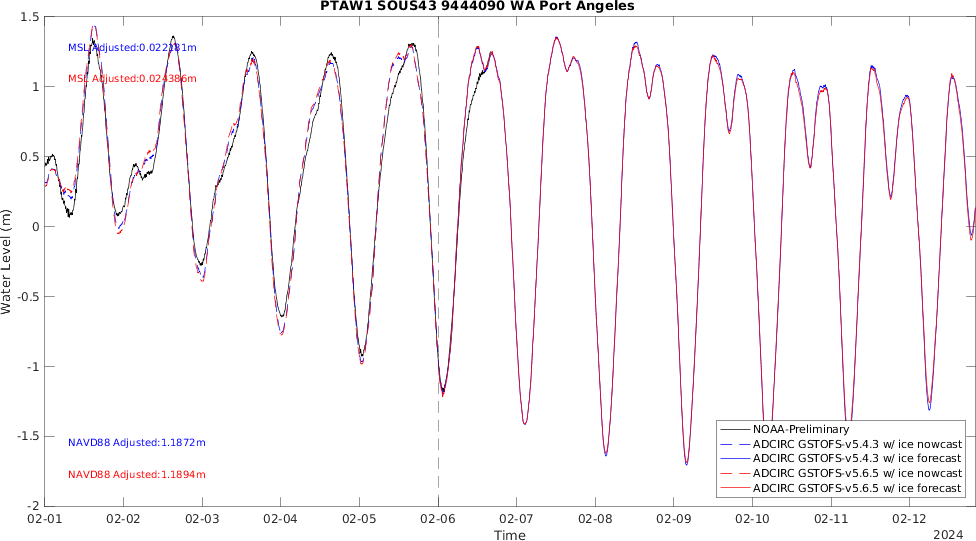 PTAW1 SOUS43 9444090 WA Port Angeles
1.5
1
0.5
0
-0.5
-1
-1.5
-2
Water Level (m)
MSL Adjusted:0.022281m
MSL Adjusted:0.024386m
NAVD88 Adjusted:1.1872m
NAVD88 Adjusted:1.1894m
NOAA-Preliminary
ADCIRC GSTOFS-v5.4.3 w/ ice nowcast
ADCIRC GSTOFS-v5.4.3 w/ ice forecast
ADCIRC GSTOFS-v5.6.5 w/ ice nowcast
ADCIRC GSTOFS-v5.6.5 w/ ice forecast
02-01 02-02 02-03 02-04 02-05 02-06 02-07 02-08 02-09 02-10 02-11 02-12
Time
2024